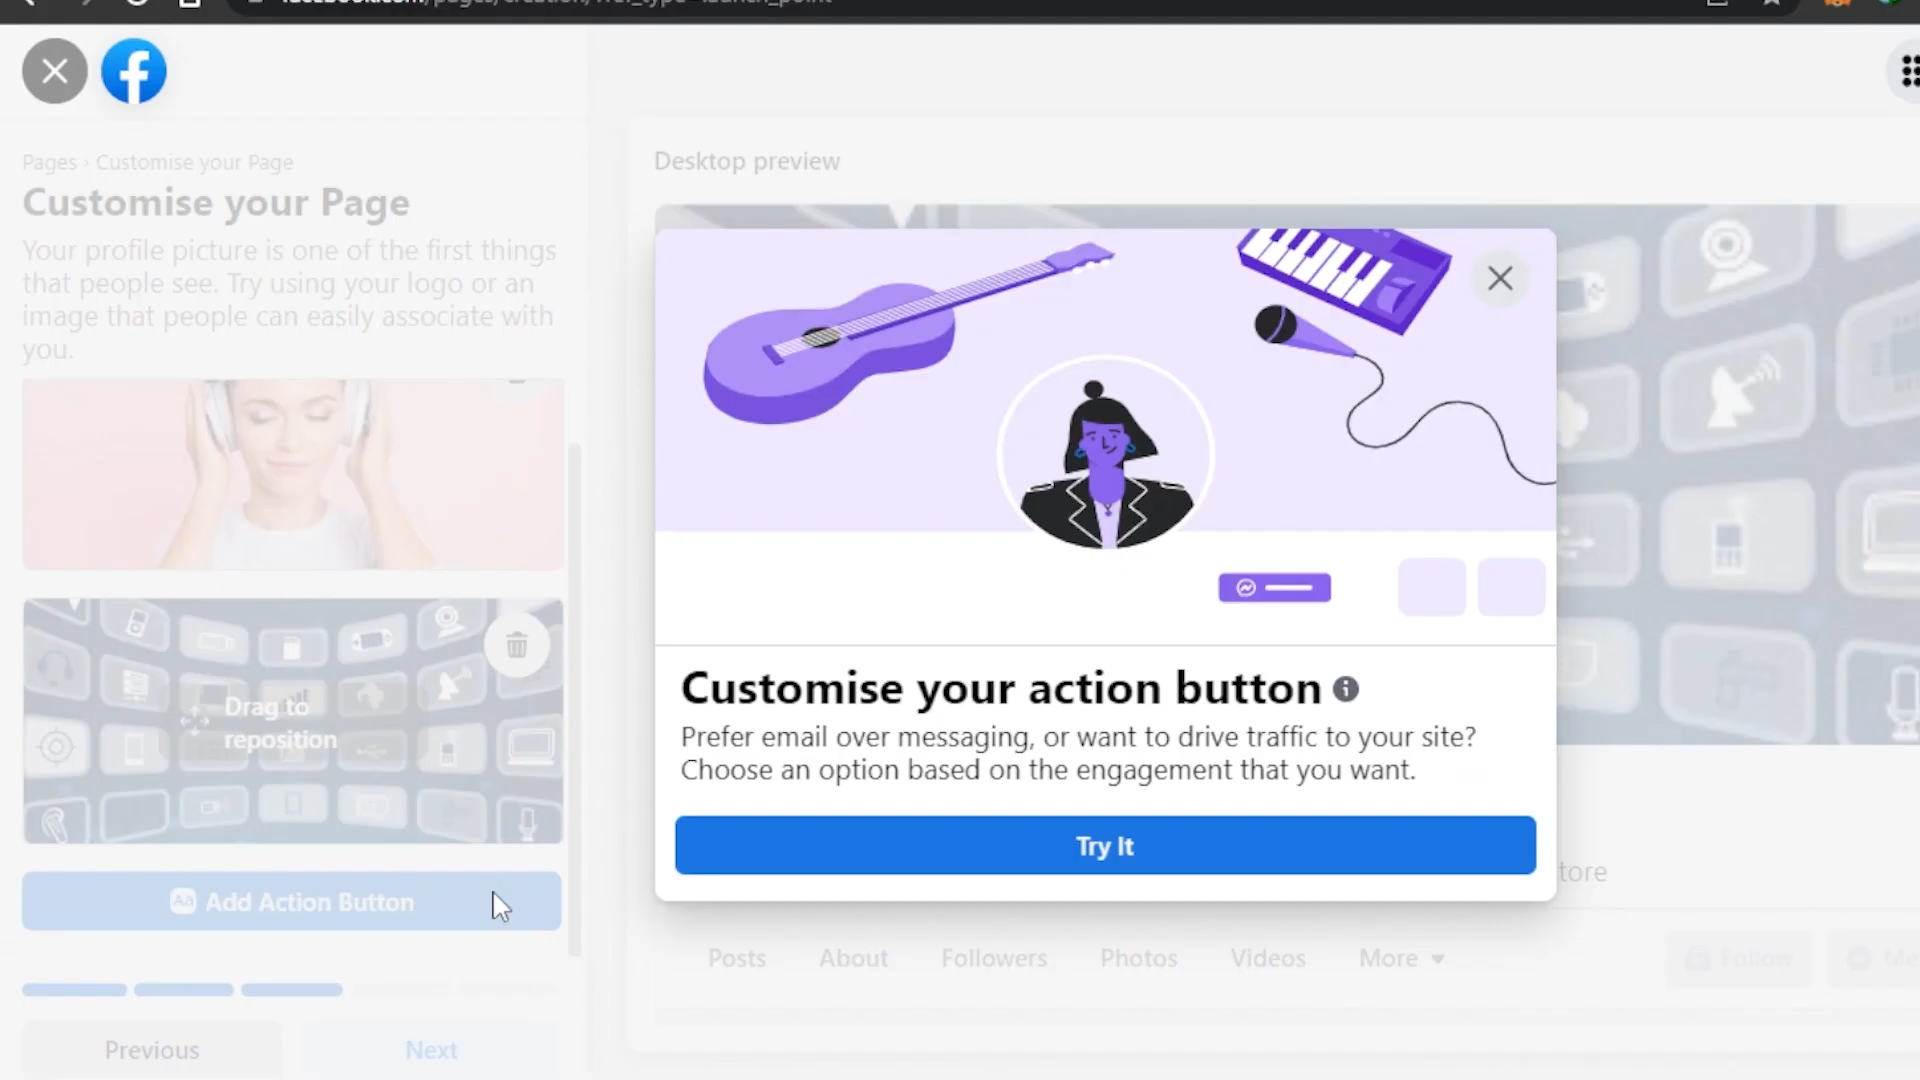 Pages › Customise your Page
Customise your Page
Your profile picture is one of the first things
that people see. Try using your logo or an
image that people can easily associate with
you.
Drag to
reposition
Add Action Button
Previous
Next
Desktop preview
Customise your action button
Prefer email over messaging, or want to drive traffic to your site?
Choose an option based on the engagement that you want.
Try It
Posts
About
Followers
Photos
Videos
More
Follow